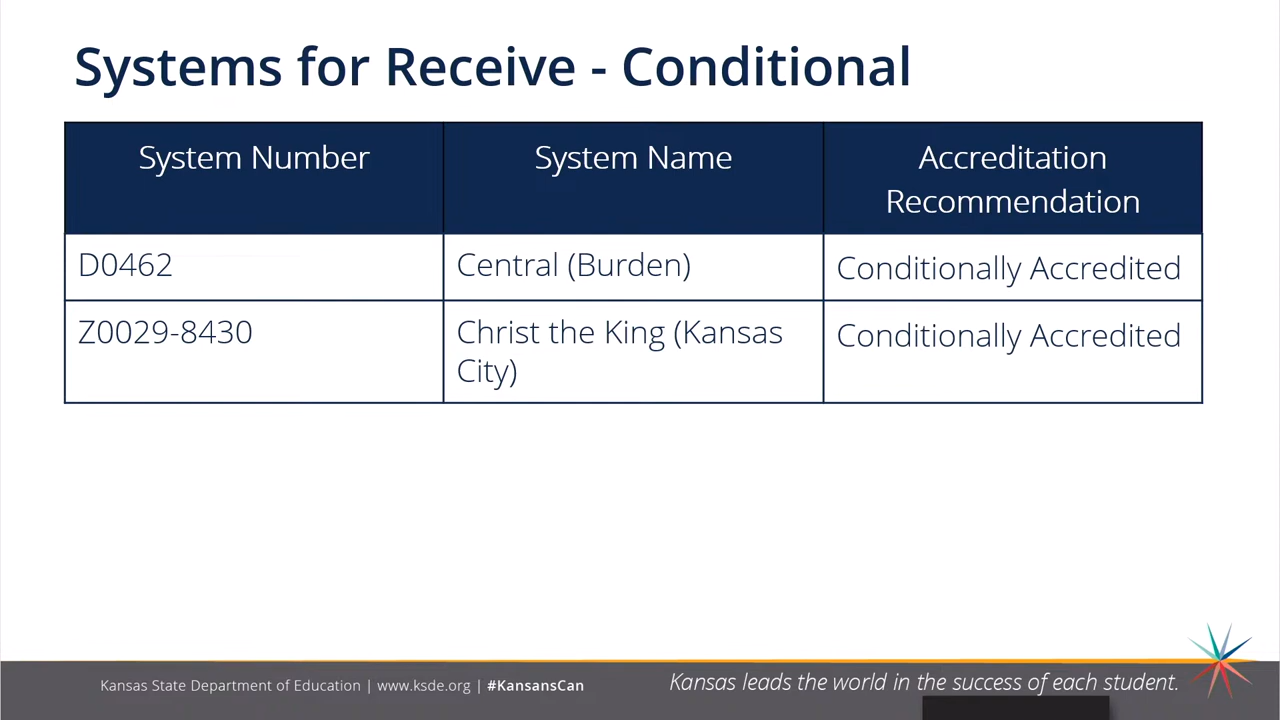 Systems for Receive - Conditional
System Number
System Name
Accreditation
Recommendation
D0462
Central (Burden)
Conditionally Accredited
Z0029-8430
Christ the King (Kansas
City)
Conditionally Accredited
Kansas State Department of Education | www.ksde.org | #KansansCan
Kansas leads the world in the success of each student.